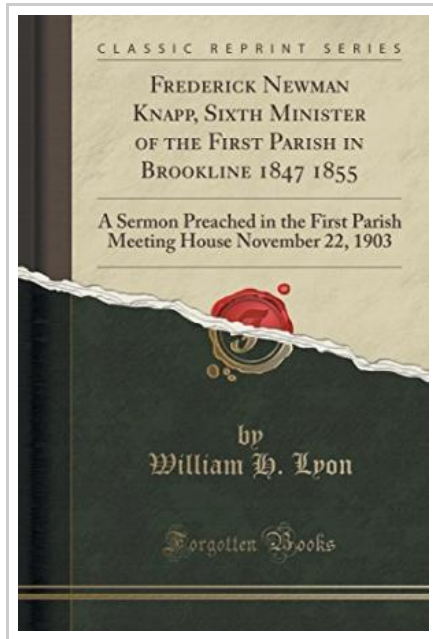 CLASSIC REPRINT SERIES
FREDERICK NEWMAN
KNAPP, SIXTH MINISTER
OF THE FIRST PARISH IN
BROOKLINE 1847 1855
A Sermon Preached in the First Parish
Meeting House November 22, 1903
by
William H. Lyon
Forgotten Books